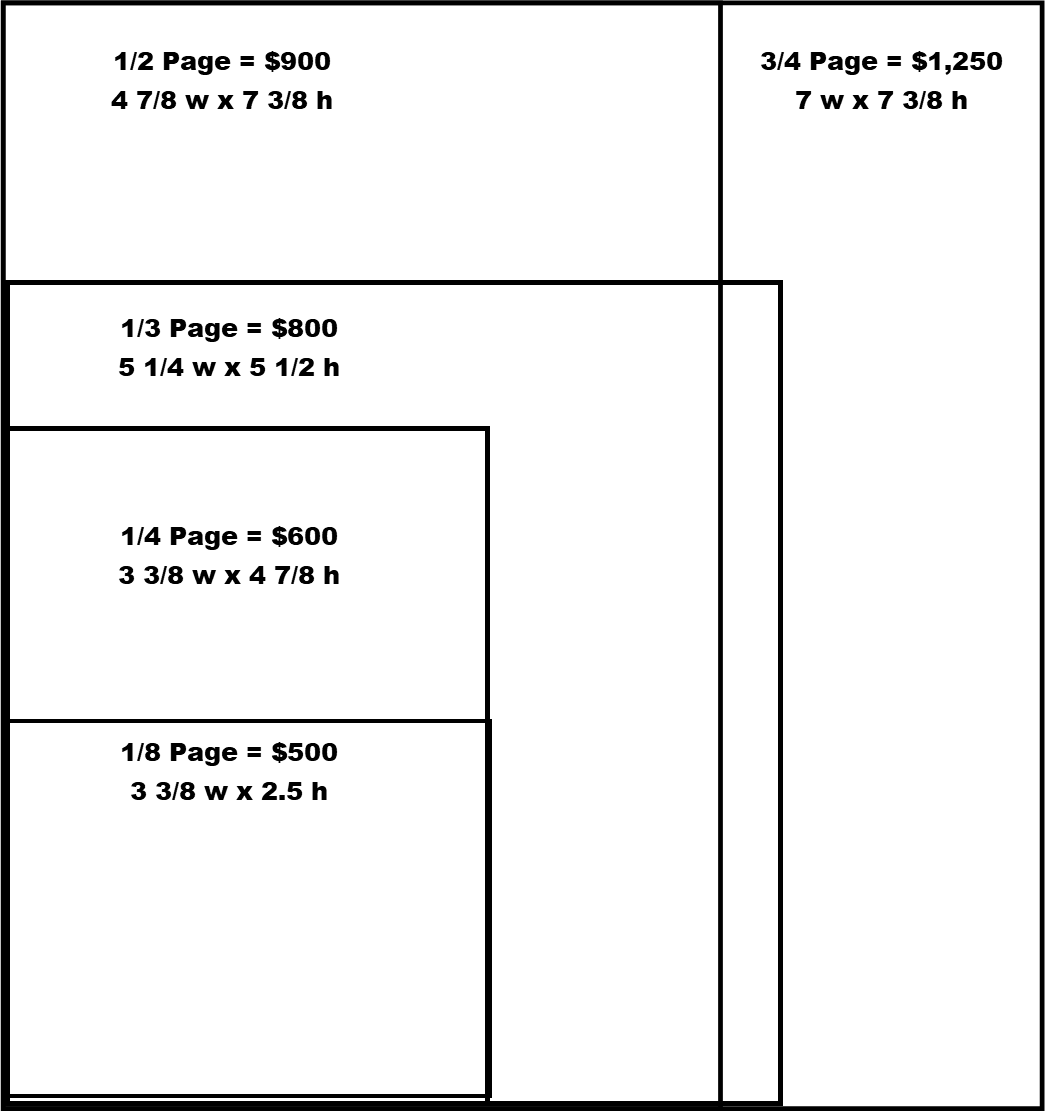 1/2 Page = $900
4 7/8 w x 7 3/8 h
3/4 Page = $1,250
7 w x 7 3/8 h
1/3 Page = $800
5 1/4 w x 5 1/2 h
1/4 Page = $600
3 3/8 w x 4 7/8 h
1/8 Page = $500
3 3/8 w x 2.5 h